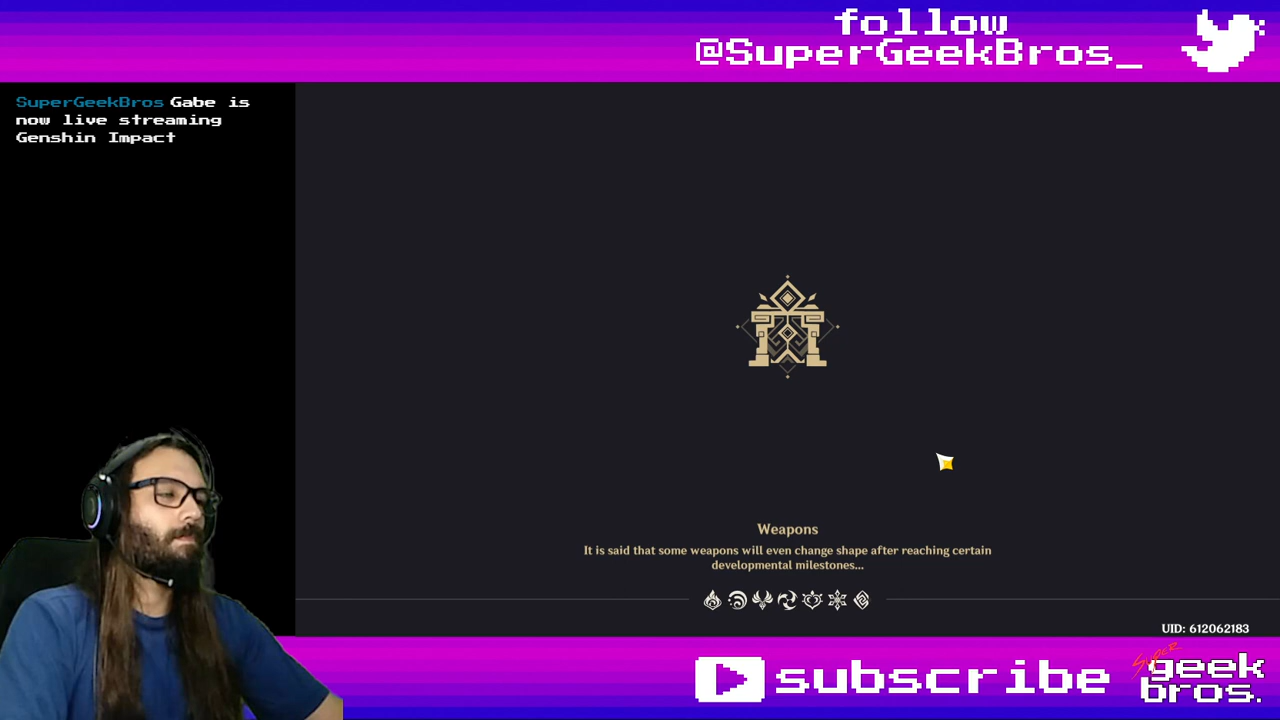 follow
@SuperGeekBros_
SuperGeekBros Gabe is
now live streaming
Genshin Impact
Weapons
It is said that some weapons will even change shape after reaching certain
developmental milestones...
UID: 612062183
subscribe
super
geek
bros.